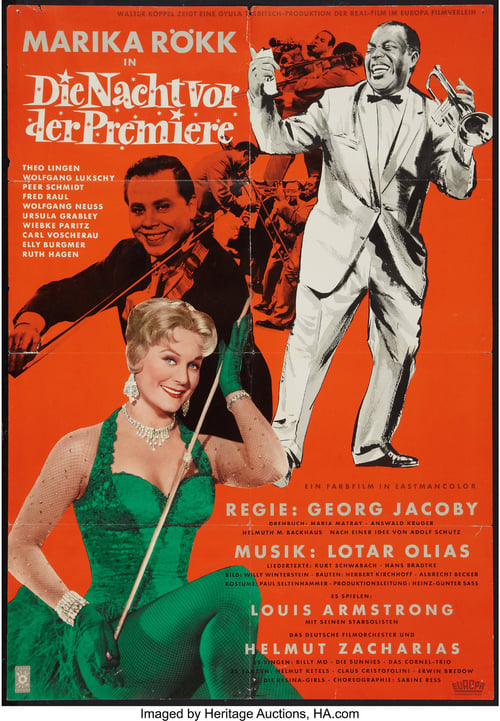 WALTER KOPPEL ZEIGT EINE GYULA TREBITSCH-PRODUKTION DER REAL-FILM IM EUROPA FILMVERLEIH
MARIKA RÖKK
IN
Die Nacht vor
der Premiere
THEO LINGEN
WOLFGANG LUKSCHY
PEER SCHMIDT
FRED RAUL
WOLFGANG NEUSS
URSULA GRABLEY
WIEBKE PARITZ
CARL VOSCHERAU
ELLY BURGMER
RUTH HAGEN
EIN FARBFILM IN EASTMANCOLOR
REGIE: GEORG JACOBY
DREHBUCH: MARIA MATRAY - ANSWALD KRÜGER
HELMUTH M. BACKHAUS - NACH EINER IDEE VON ADOLF SCHÜTZ
MUSIK: LOTAR OLIAS
LIEDERTEXTE: KURT SCHWABACH - HANS BRADTKE
BILD: WILLY WINTERSTEIN - BAUTEN: HERBERT KIRCHHOFF - ALBRECHT BECKER
KOSTÜME: PAUL SELTENHAMMER - PRODUKTIONSLEITUNG: HEINZ-GÜNTER SASS
ES SPIELEN:
LOUIS ARMSTRONG
MIT SEINEN STARSOLISTEN
DAS DEUTSCHE FILMORCHESTER UND
HELMUT ZACHARIAS
ES SINGEN: BILLY MO - DIE SUNNIES - DAS CORNEL-TRIO
ES TANZEN: HELMUT KETELS - CLAUS CRISTOFOLINI - ERWIN BREDOW
DIE REGINA-GIRLS - CHOREOGRAPHIE: SABINE RESS
EUROPA
Imaged by Heritage Auctions, HA.com